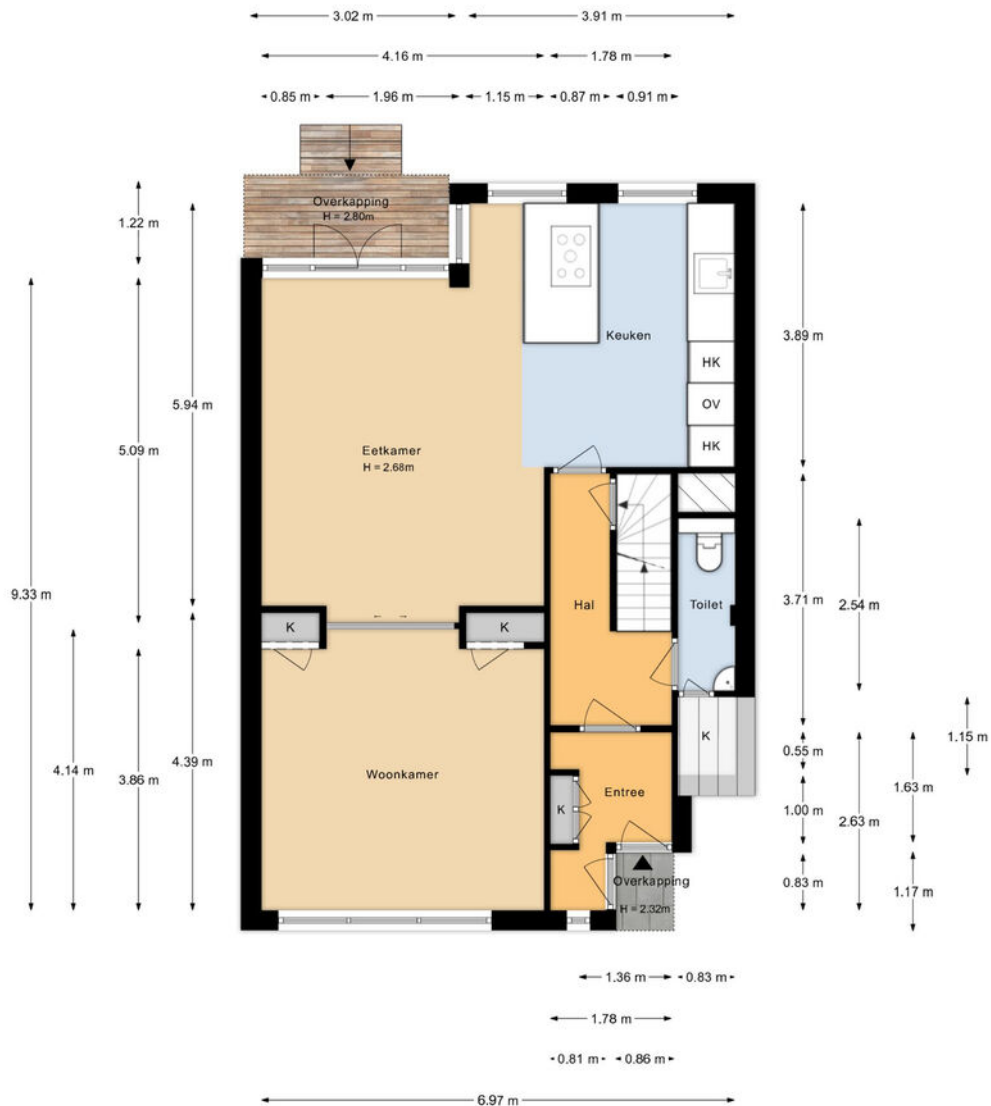 3.02 m
3.91 m
4.16 m
1.78 m
0.85 m
1.96 m
1.15 m
0.87 m
0.91 m
Overkapping
H = 2.80m
1.22 m
Keuken
3.89 m
HK
OV
HK
5.94 m
5.09 m
Eetkamer
H = 2.68m
9.33 m
Hal
Toilet
3.71 m
2.54 m
K
K
4.14 m
3.86 m
4.39 m
Woonkamer
K
0.55 m
1.15 m
Entree
K
1.00 m
2.63 m
1.63 m
Overkapping
H = 2.32m
0.83 m
1.17 m
1.36 m
0.83 m
1.78 m
0.81 m
0.86 m
6.97 m